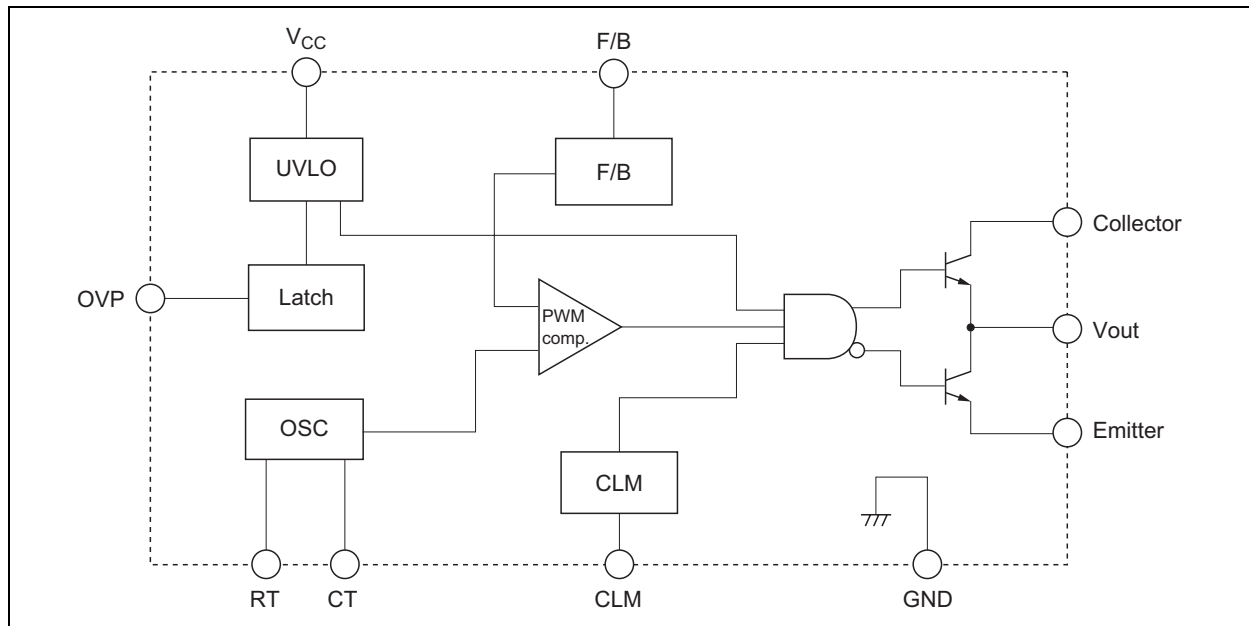 VCC
F/B
UVLO
F/B
Collector
OVP
Latch
PWM
comp.
Vout
OSC
Emitter
CLM
RT
CT
CLM
GND